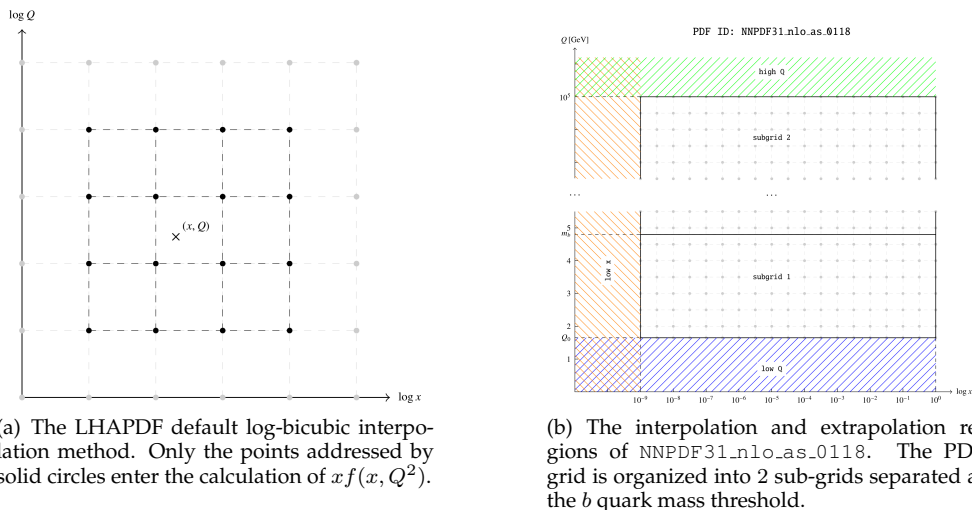 log Q
(x, Q)
log x
(a) The LHAPDF default log-bicubic interpo-
lation method. Only the points addressed by
solid circles enter the calculation of xf(x, Q²).
PDF ID: NNPDF31_nlo_as_0118
Q [GeV]
high Q
10⁵
subgrid 2
...
...
5
m_b
4
low x
subgrid 1
3
2
Q₀
1
low Q
10⁻⁹ 10⁻⁸ 10⁻⁷ 10⁻⁶ 10⁻⁵ 10⁻⁴ 10⁻³ 10⁻² 10⁻¹ 10⁰
log x
(b) The interpolation and extrapolation re
gions of NNPDF31_nlo_as_0118. The PD
grid is organized into 2 sub-grids separated a
the b quark mass threshold.